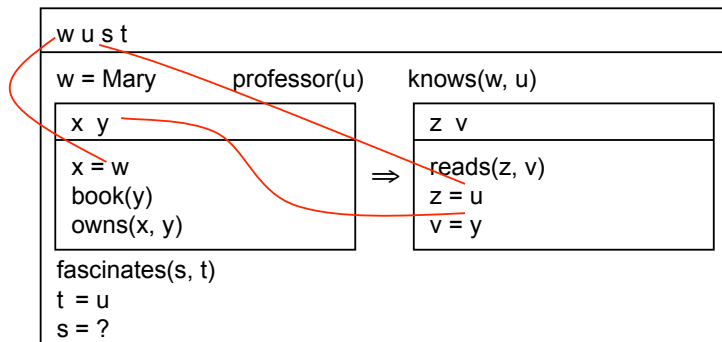 w u s t
w = Mary professor(u) knows(w, u)
x y
z v
x = w
book(y)
owns(x, y)
⇒
reads(z, v)
z = u
v = y
fascinates(s, t)
t = u
s = ?